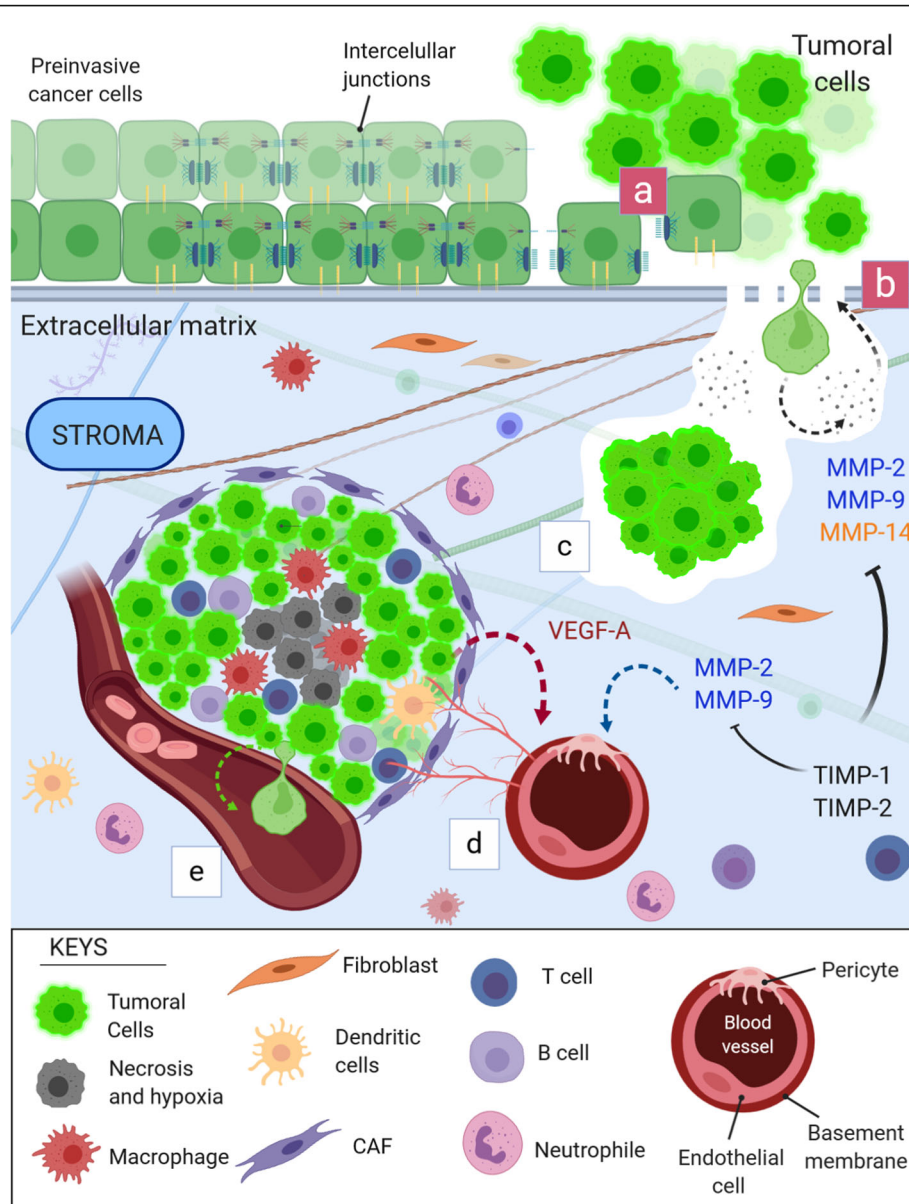 Preinvasive
cancer cells
Intercelullar
junctions
Tumoral
cells
a
b
Extracellular matrix
STROMA
MMP-2
MMP-9
MMP-14
c
VEGF-A
MMP-2
MMP-9
TIMP-1
TIMP-2
d
e
KEYS
Tumoral
Cells
Necrosis
and hypoxia
Macrophage
Fibroblast
Dendritic
cells
CAF
T cell
B cell
Neutrophile
Pericyte
Blood
vessel
Endothelial
cell
Basement
membrane